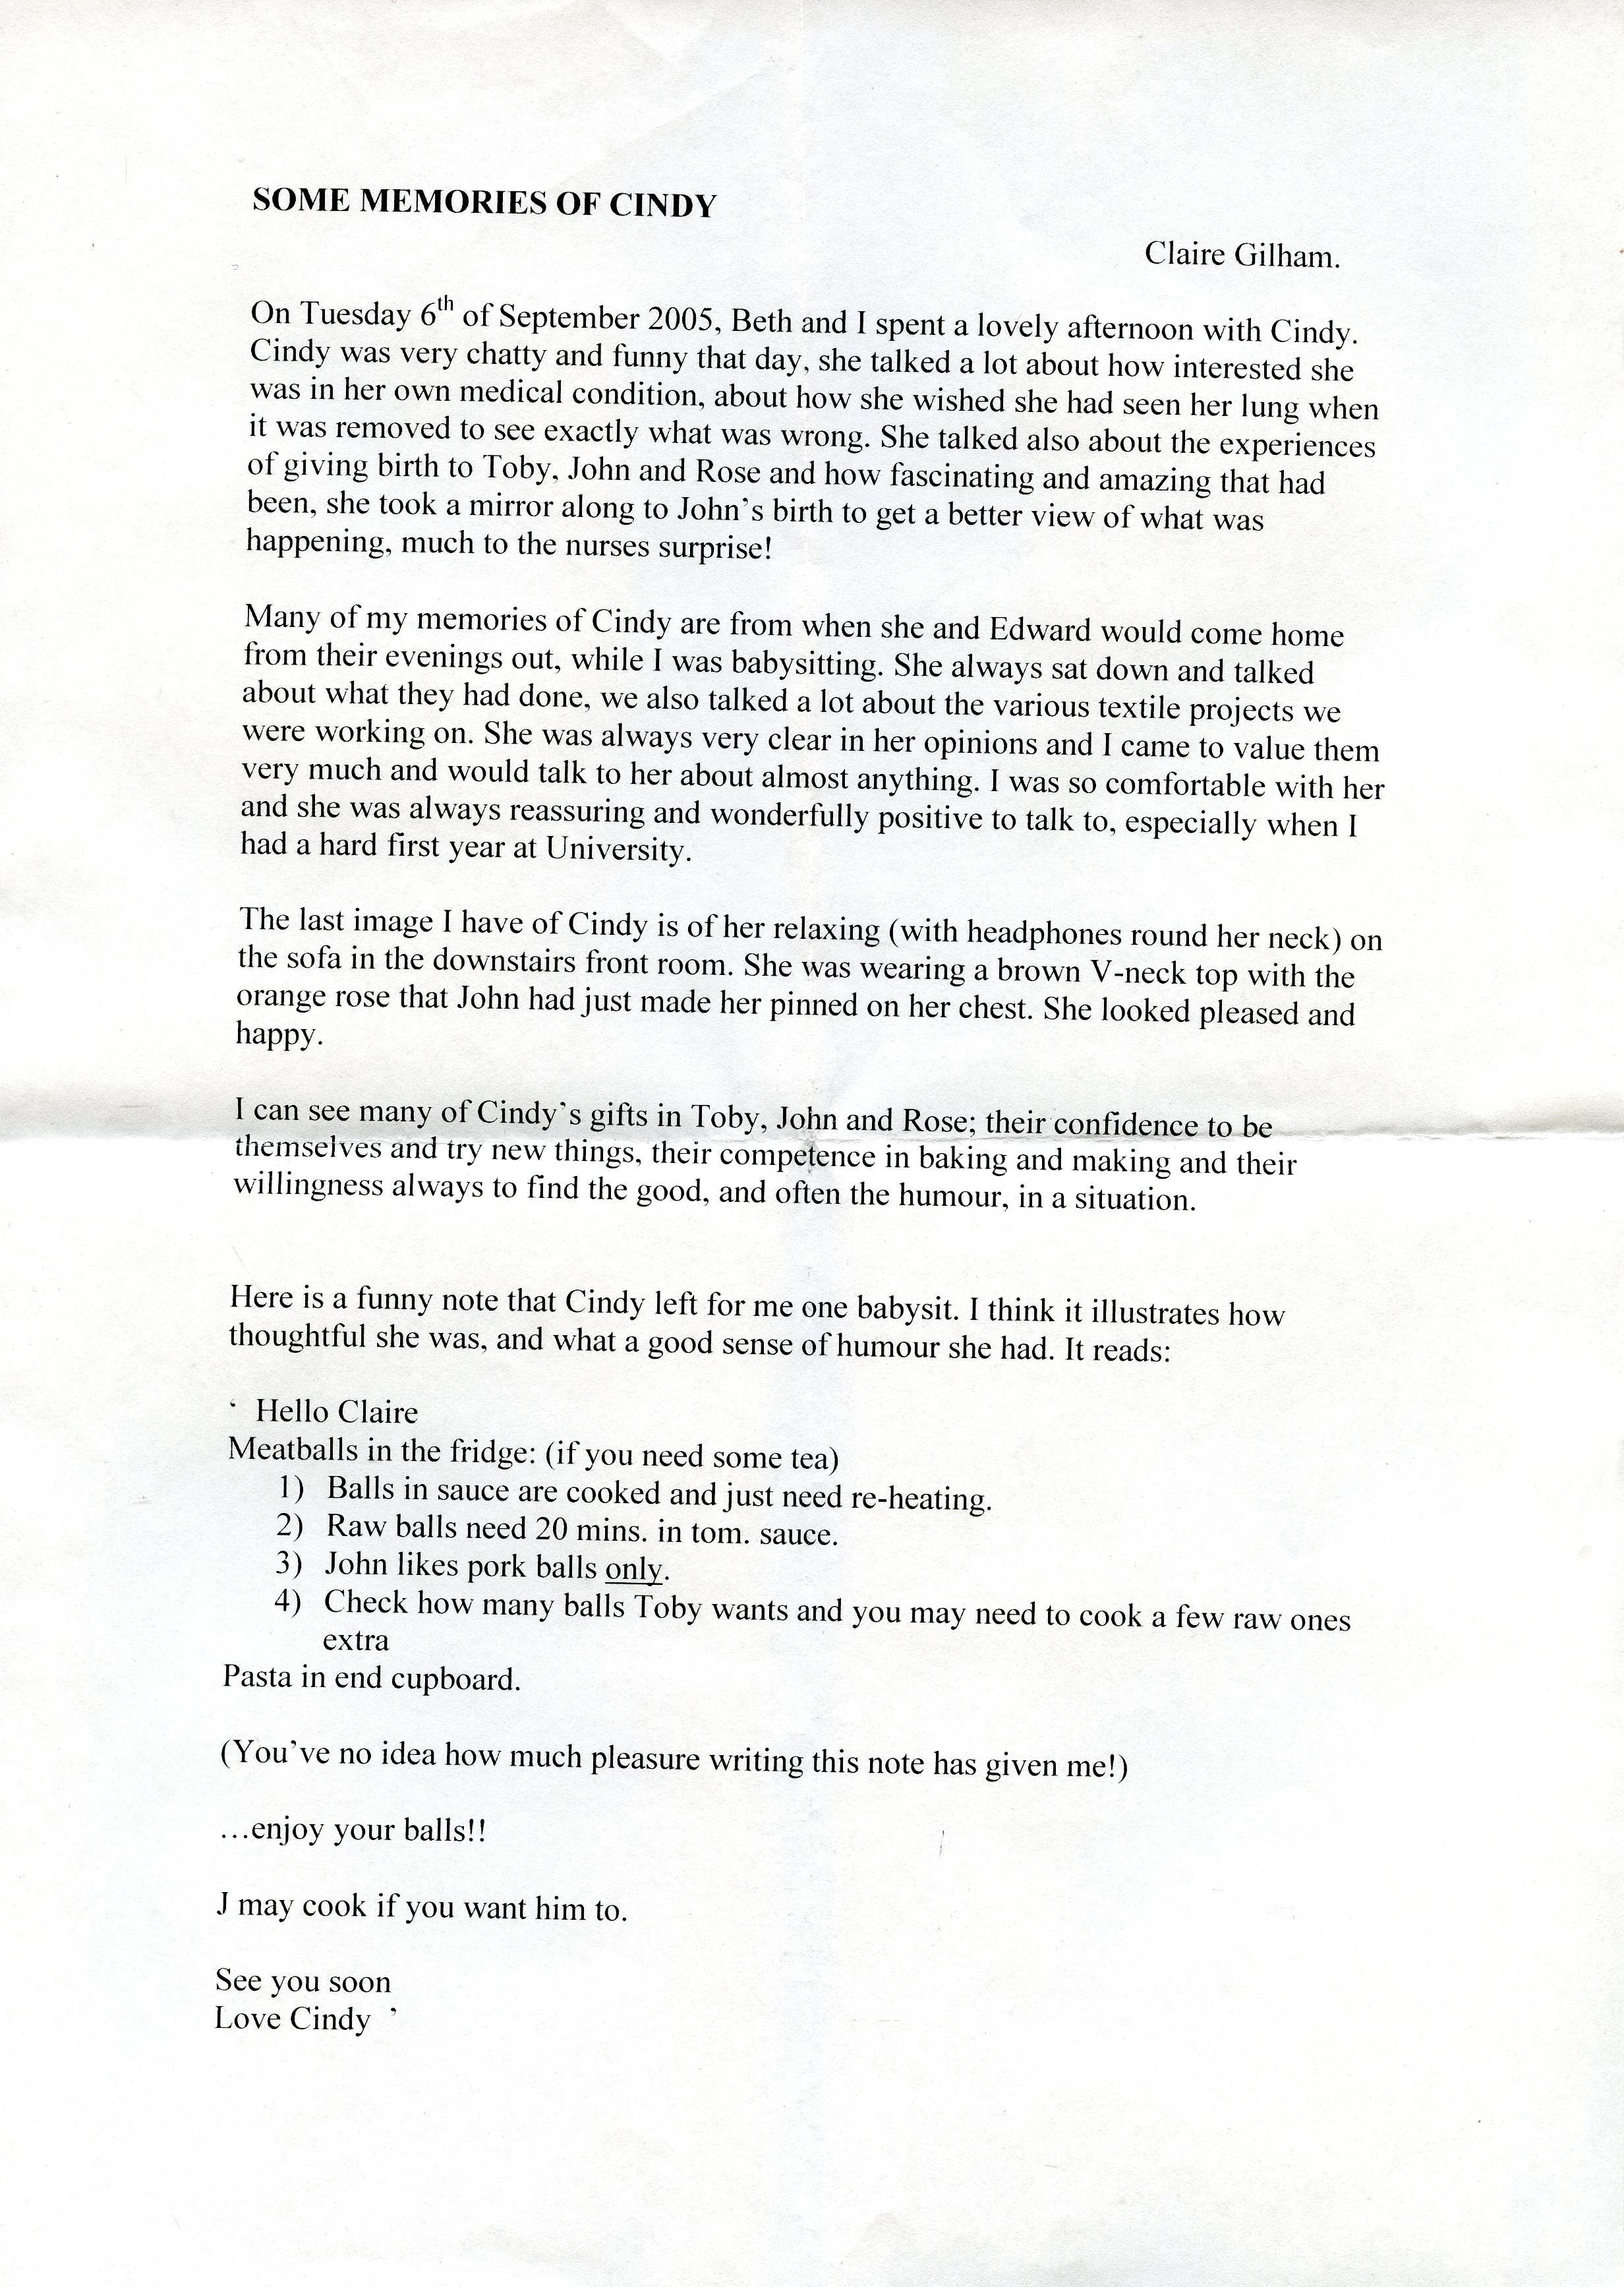 SOME MEMORIES OF CINDY
Claire Gilham.
On Tuesday 6th of September 2005, Beth and I spent a lovely afternoon with Cindy.
Cindy was very chatty and funny that day, she talked a lot about how interested she
was in her own medical condition, about how she wished she had seen her lung when
it was removed to see exactly what was wrong. She talked also about the experiences
of giving birth to Toby, John and Rose and how fascinating and amazing that had
been, she took a mirror along to John's birth to get a better view of what was
happening, much to the nurses surprise!
Many of my memories of Cindy are from when she and Edward would come home
from their evenings out, while I was babysitting. She always sat down and talked
about what they had done, we also talked a lot about the various textile projects we
were working on. She was always very clear in her opinions and I came to value them
very much and would talk to her about almost anything. I was so comfortable with her
and she was always reassuring and wonderfully positive to talk to, especially when I
had a hard first year at University.
The last image I have of Cindy is of her relaxing (with headphones round her neck) on
the sofa in the downstairs front room. She was wearing a brown V-neck top with the
orange rose that John had just made her pinned on her chest. She looked pleased and
happy.
I can see many of Cindy's gifts in Toby, John and Rose; their confidence to be
themselves and try new things, their competence in baking and making and their
willingness always to find the good, and often the humour, in a situation.
Here is a funny note that Cindy left for me one babysit. I think it illustrates how
thoughtful she was, and what a good sense of humour she had. It reads:
‘ Hello Claire
Meatballs in the fridge: (if you need some tea)
1) Balls in sauce are cooked and just need re-heating.
2) Raw balls need 20 mins. in tom. sauce.
3) John likes pork balls only.
4) Check how many balls Toby wants and you may need to cook a few raw ones
extra
Pasta in end cupboard.
(You've no idea how much pleasure writing this note has given me!)
…enjoy your balls!!
J may cook if you want him to.
See you soon
Love Cindy ’